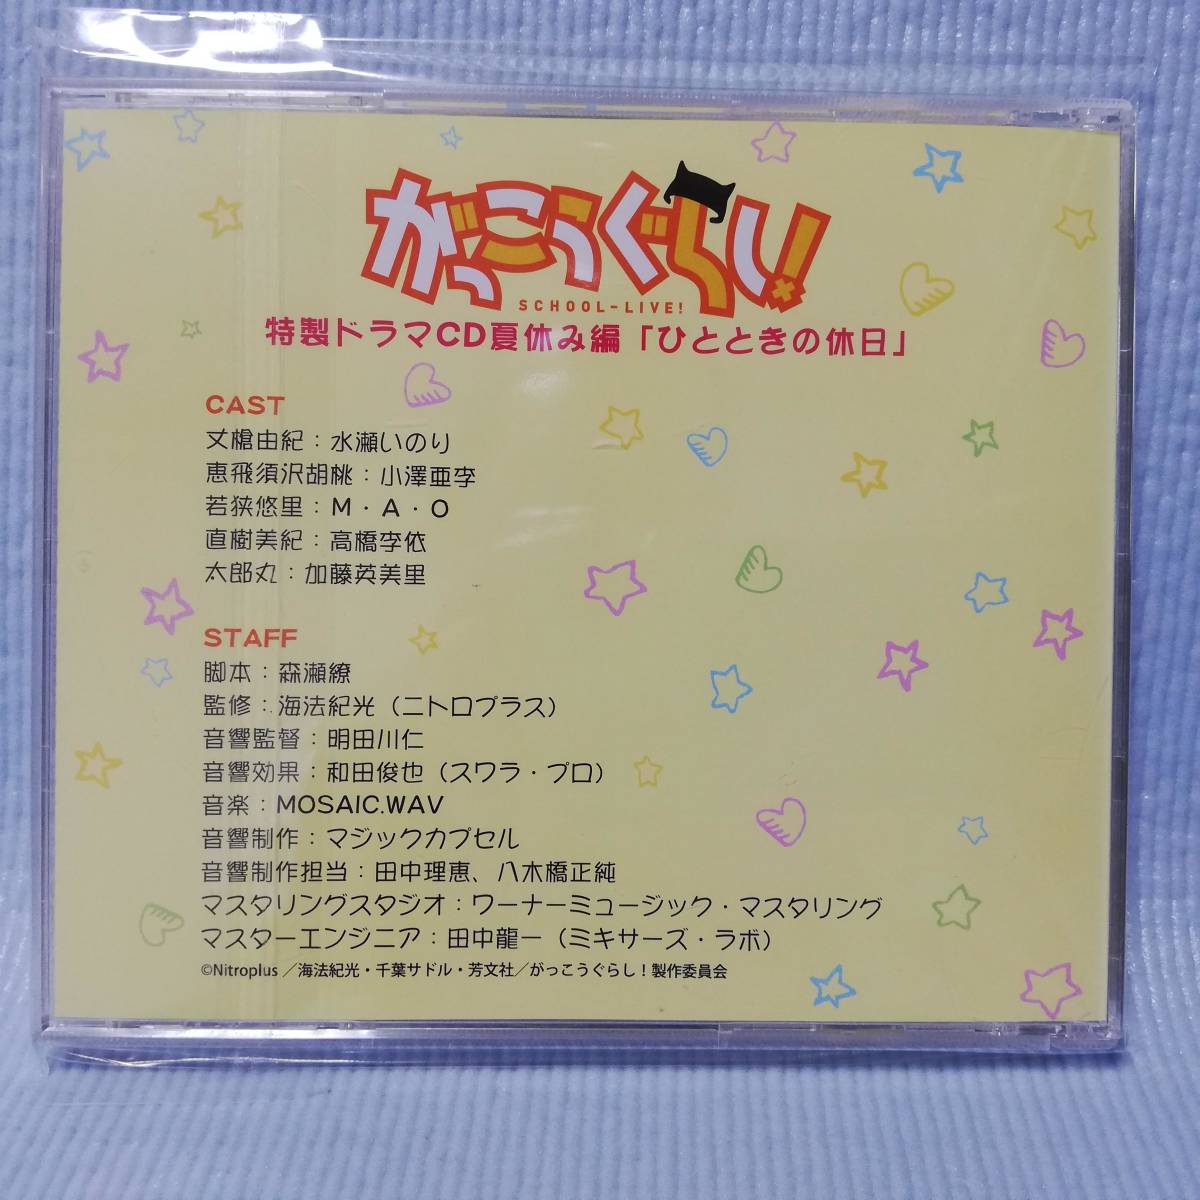 がっこうぐらし!
SCHOOL-LIVE!
特製ドラマCD夏休み編「ひとときの休日」
CAST
丈槍由紀:水瀬いのり
恵飛須沢胡桃:小澤亜李
若狭悠里:M・A・O
直樹美紀:高橋李依
太郎丸:加藤英美里
STAFF
脚本:森瀬繚
監修:海法紀光(ニトロプラス)
音響監督:明田川仁
音響効果:和田俊也(スワラ・プロ)
音楽:MOSAIC.WAV
音響制作:マジックカプセル
音響制作担当:田中理恵、八木橋正純
マスタリングスタジオ:ワーナーミュージック・マスタリング
マスターエンジニア:田中龍一(ミキサーズ・ラボ)
©Nitroplus/海法紀光・千葉サドル・芳文社/がっこうぐらし!製作委員会